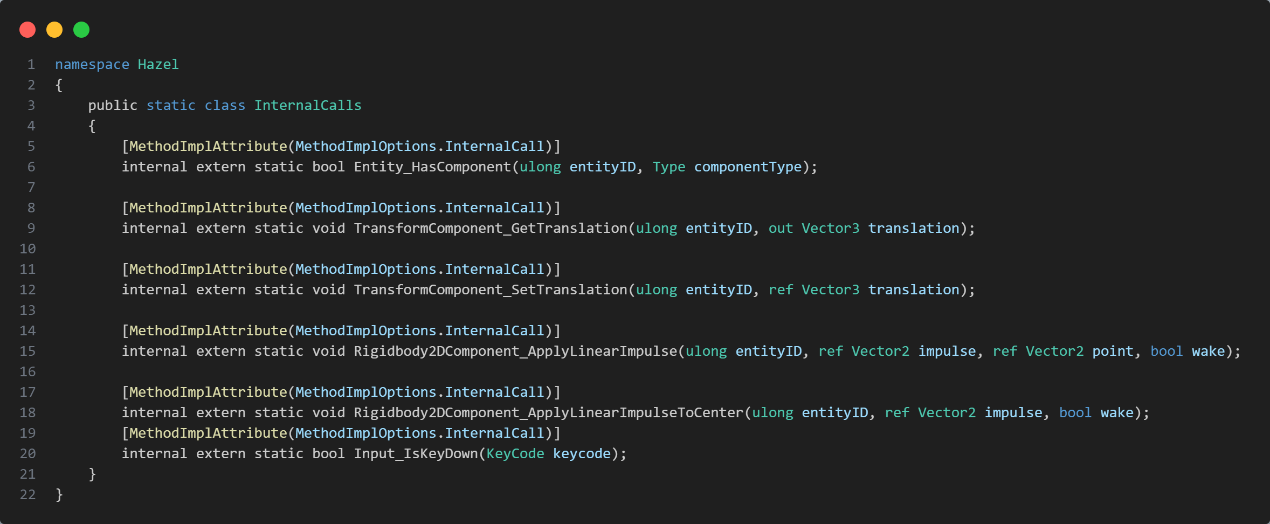 1 namespace Hazel
2 {
3     public static class InternalCalls
4     {
5         [MethodImplAttribute(MethodImplOptions.InternalCall)]
6         internal extern static bool Entity_HasComponent(ulong entityID, Type componentType);
7
8         [MethodImplAttribute(MethodImplOptions.InternalCall)]
9         internal extern static void TransformComponent_GetTranslation(ulong entityID, out Vector3 translation);
10
11         [MethodImplAttribute(MethodImplOptions.InternalCall)]
12         internal extern static void TransformComponent_SetTranslation(ulong entityID, ref Vector3 translation);
13
14         [MethodImplAttribute(MethodImplOptions.InternalCall)]
15         internal extern static void Rigidbody2DComponent_ApplyLinearImpulse(ulong entityID, ref Vector2 impulse, ref Vector2 point, bool wake);
16
17         [MethodImplAttribute(MethodImplOptions.InternalCall)]
18         internal extern static void Rigidbody2DComponent_ApplyLinearImpulseToCenter(ulong entityID, ref Vector2 impulse, bool wake);
19         [MethodImplAttribute(MethodImplOptions.InternalCall)]
20         internal extern static bool Input_IsKeyDown(KeyCode keycode);
21     }
22 }